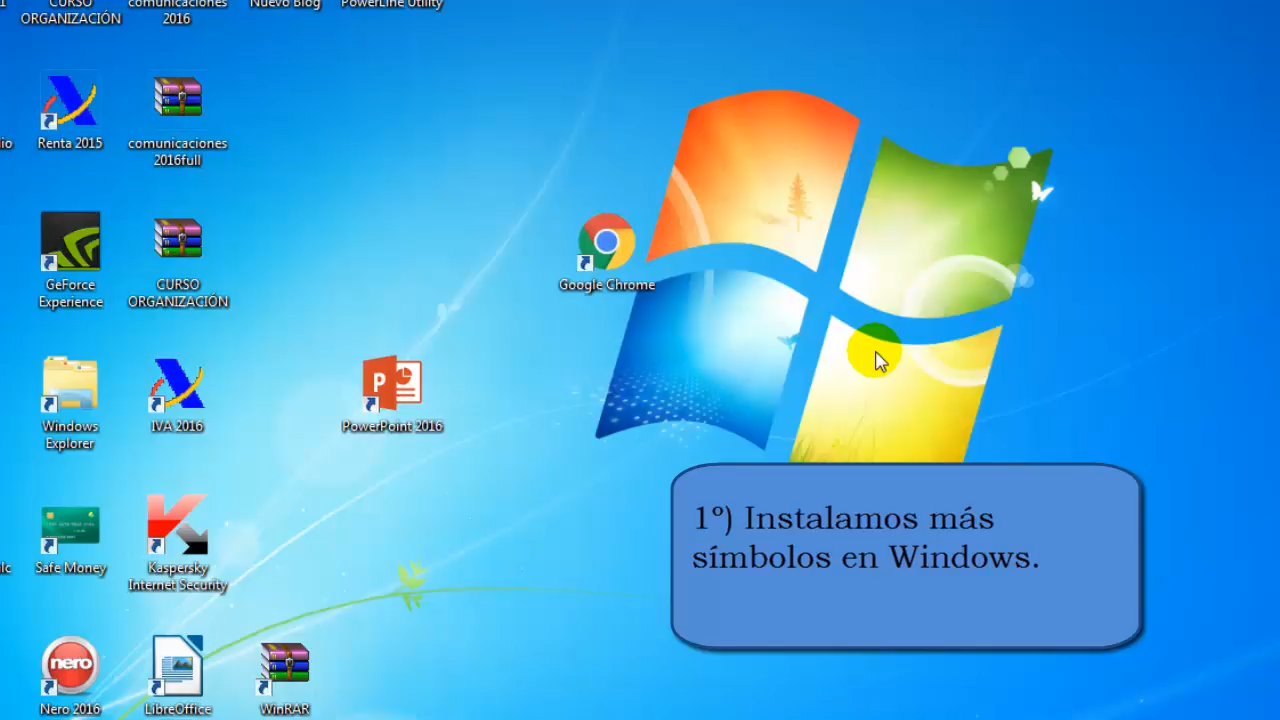 CURSO
ORGANIZACIÓN
comunicaciones
2016
Nuevo Blog
PowerLine Utility
Renta 2015
comunicaciones
2016full
GeForce
Experience
CURSO
ORGANIZACIÓN
Google Chrome
Windows
Explorer
IVA 2016
P
PowerPoint 2016
1º) Instalamos más
símbolos en Windows.
Safe Money
Kaspersky
Internet Security
nero
Nero 2016
LibreOffice
WinRAR